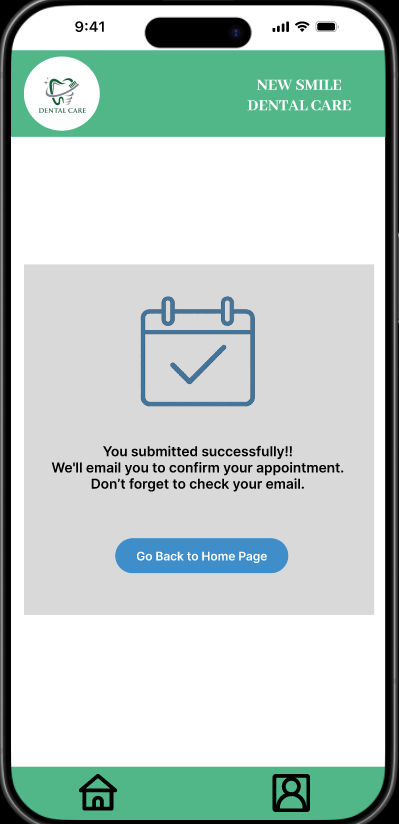 9:41
DENTAL CARE
NEW SMILE
DENTAL CARE
You submitted successfully!!
We'll email you to confirm your appointment.
Don’t forget to check your email.
Go Back to Home Page